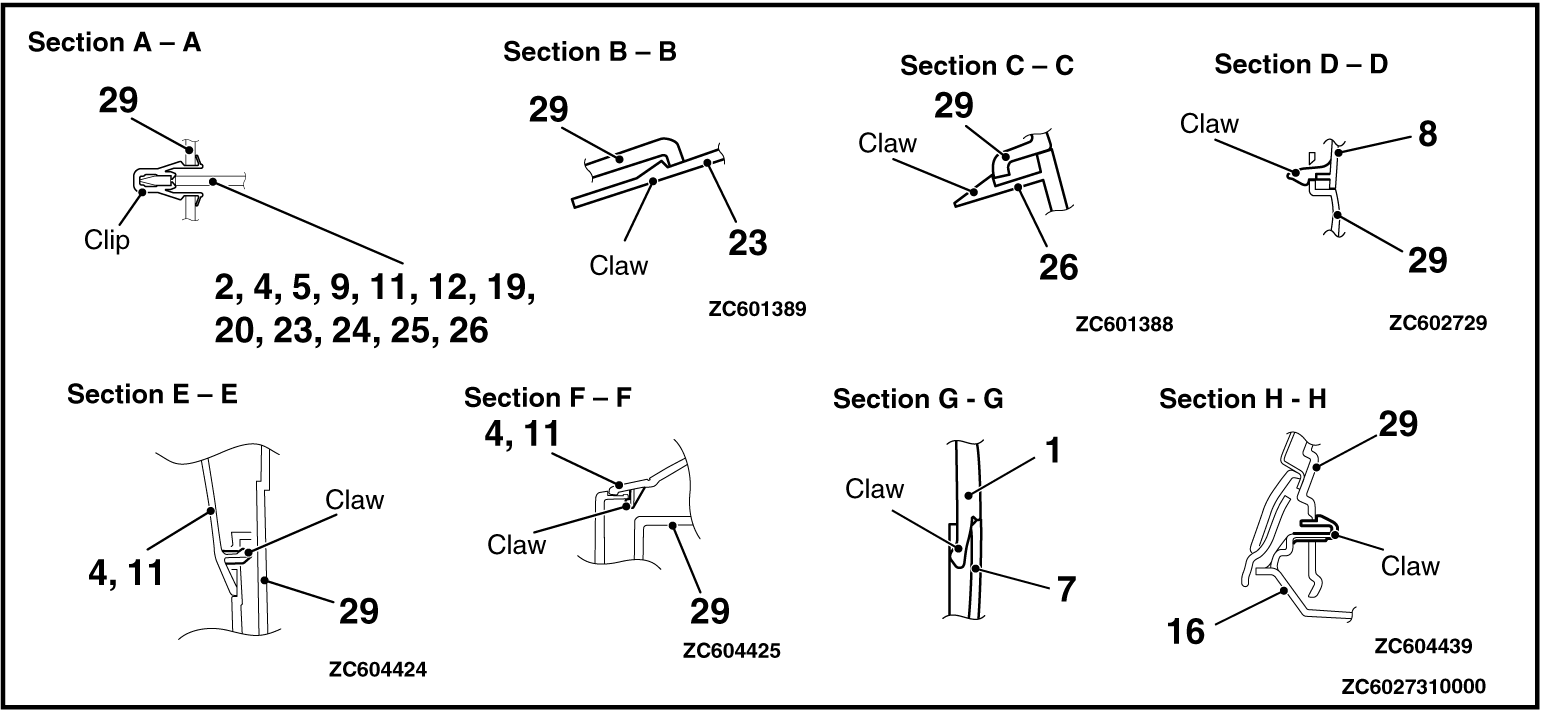 Section A – A
29
Clip
2, 4, 5, 9, 11, 12, 19,
20, 23, 24, 25, 26
Section B – B
29
Claw
23
ZC601389
Section C – C
29
Claw
26
ZC601388
Section D – D
Claw
8
29
ZC602729
Section E – E
Claw
4, 11
29
ZC604424
Section F – F
4, 11
Claw
29
ZC604425
Section G - G
1
Claw
7
Section H - H
29
Claw
16
ZC604439
ZC6027310000